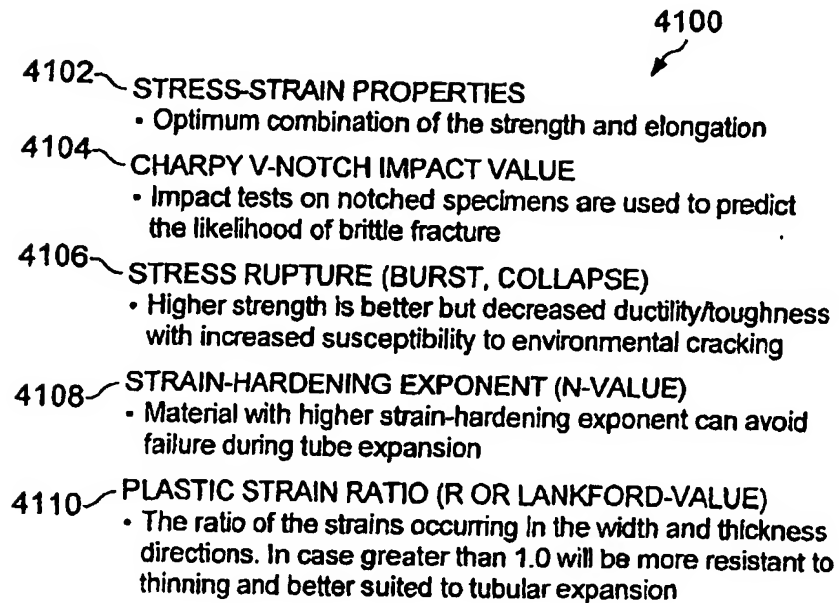 4100
4102 STRESS-STRAIN PROPERTIES
• Optimum combination of the strength and elongation
4104 CHARPY V-NOTCH IMPACT VALUE
• Impact tests on notched specimens are used to predict
the likelihood of brittle fracture
4106 STRESS RUPTURE (BURST, COLLAPSE)
• Higher strength is better but decreased ductility/toughness
with increased susceptibility to environmental cracking
4108 STRAIN-HARDENING EXPONENT (N-VALUE)
• Material with higher strain-hardening exponent can avoid
failure during tube expansion
4110 PLASTIC STRAIN RATIO (R OR LANKFORD-VALUE)
• The ratio of the strains occurring in the width and thickness
directions. In case greater than 1.0 will be more resistant to
thinning and better suited to tubular expansion